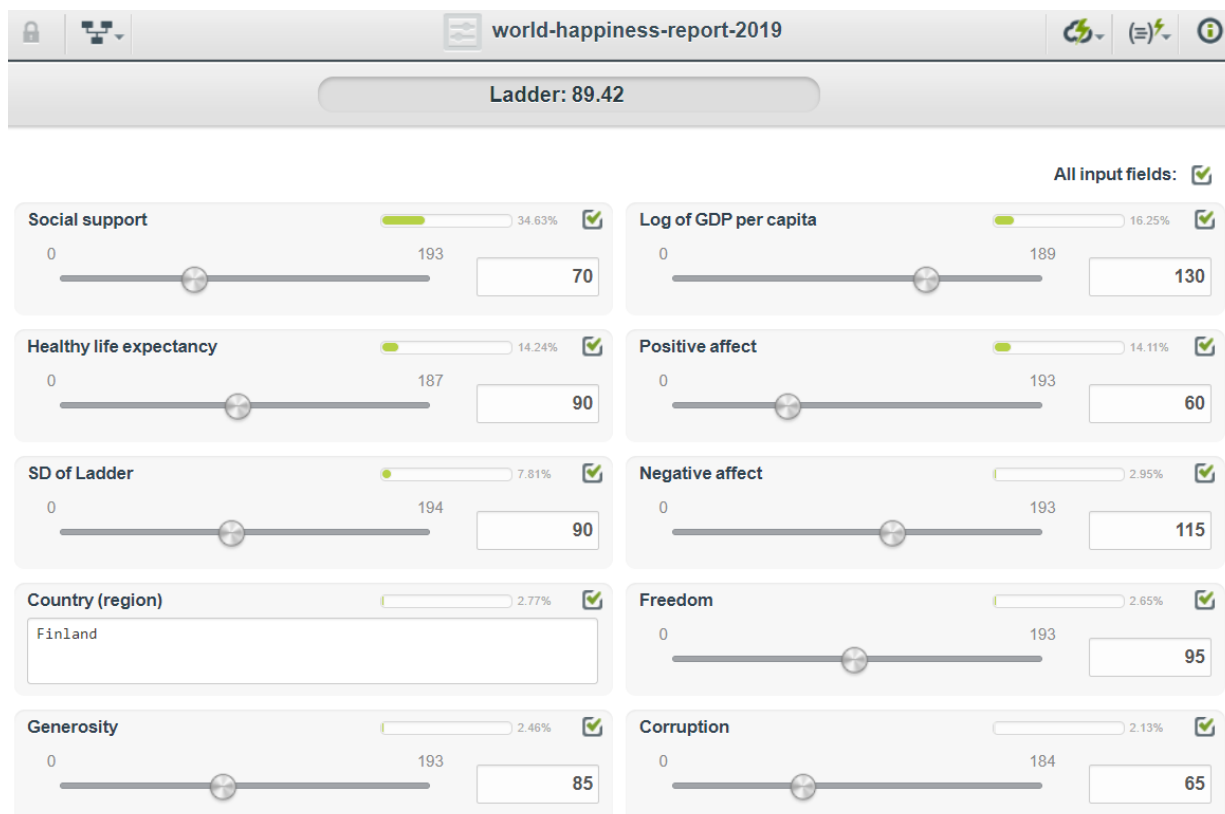 world-happiness-report-2019
(=)
Ladder: 89.42
All input fields:
Social support 34.63%
0 193
70
Log of GDP per capita 16.25%
0 189
130
Healthy life expectancy 14.24%
0 187
90
Positive affect 14.11%
0 193
60
SD of Ladder 7.81%
0 194
90
Negative affect 2.95%
0 193
115
Country (region) 2.77%
Finland
Freedom 2.65%
0 193
95
Generosity 2.46%
0 193
85
Corruption 2.13%
0 184
65